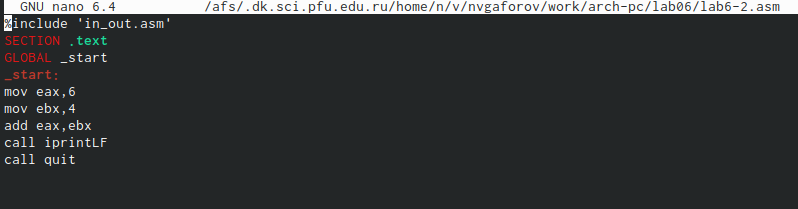 GNU nano 6.4 /afs/.dk.sci.pfu.edu.ru/home/n/v/nvgaforov/work/arch-pc/lab06/lab6-2.asm
%include 'in_out.asm'
SECTION .text
GLOBAL _start
_start:
mov eax,6
mov ebx,4
add eax,ebx
call iprintLF
call quit